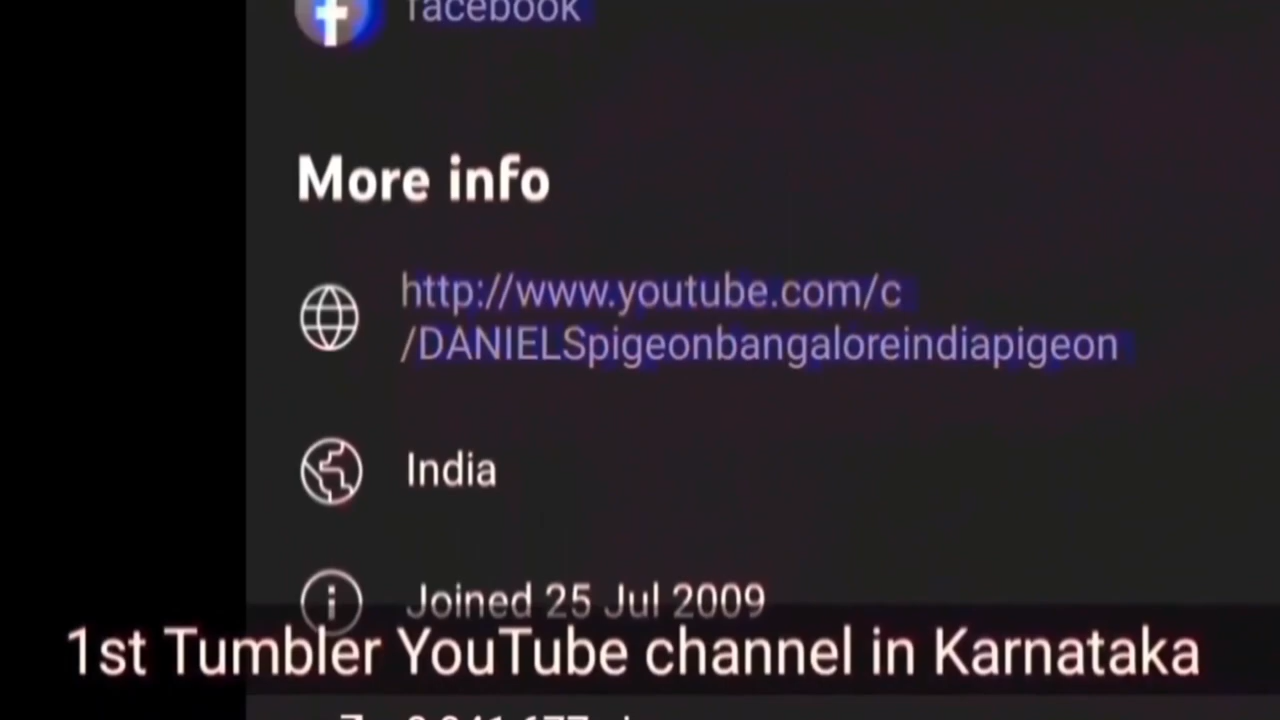 facebook
More info
http://www.youtube.com/c
/DANIELSpigeonbangaloreindiapigeon
India
Joined 25 Jul 2009
1st Tumbler YouTube channel in Karnataka